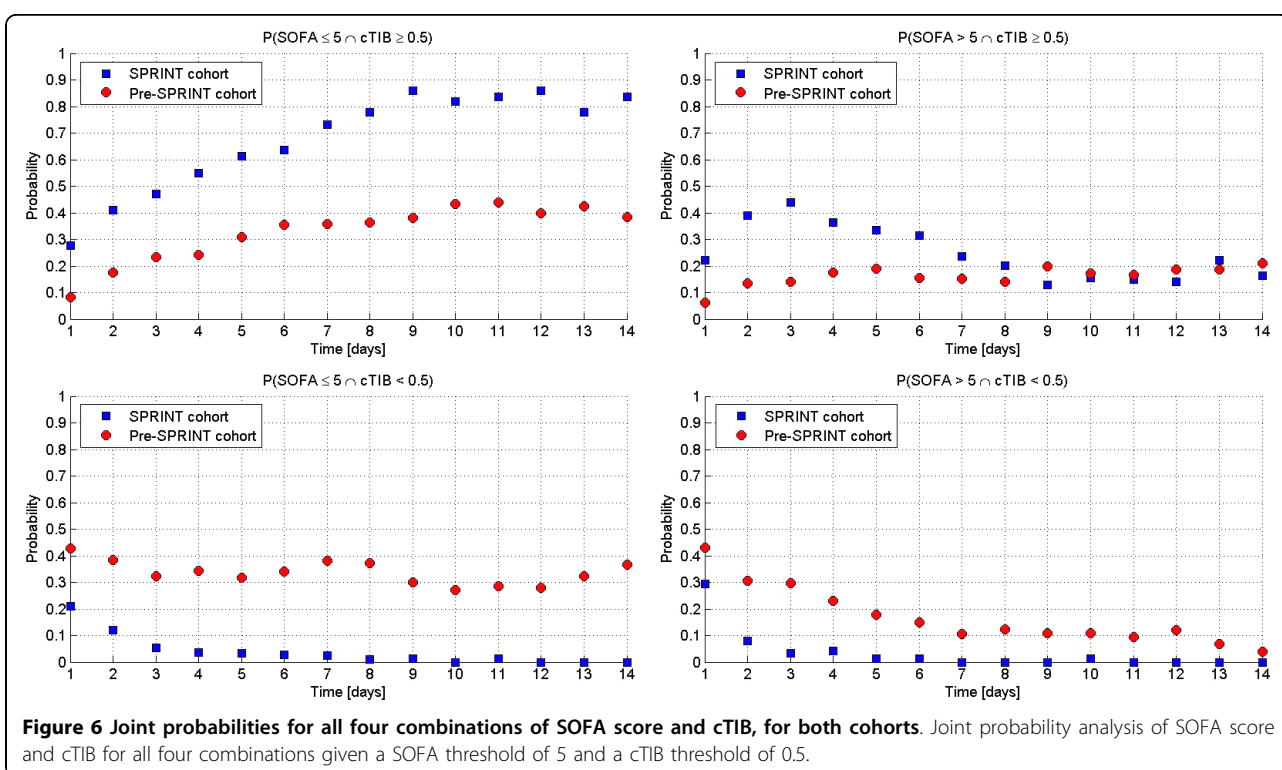 P(SOFA ≤ 5 ∩ cTIB ≥ 0.5)
1
0.9
0.8
0.7
0.6
0.5
0.4
0.3
0.2
0.1
0
Probability
SPRINT cohort
Pre-SPRINT cohort
1 2 3 4 5 6 7 8 9 10 11 12 13 14
Time [days]
P(SOFA > 5 ∩ cTIB ≥ 0.5)
1
0.9
0.8
0.7
0.6
0.5
0.4
0.3
0.2
0.1
0
Probability
SPRINT cohort
Pre-SPRINT cohort
1 2 3 4 5 6 7 8 9 10 11 12 13 14
Time [days]
P(SOFA ≤ 5 ∩ cTIB < 0.5)
1
0.9
0.8
0.7
0.6
0.5
0.4
0.3
0.2
0.1
0
Probability
SPRINT cohort
Pre-SPRINT cohort
1 2 3 4 5 6 7 8 9 10 11 12 13 14
Time [days]
P(SOFA > 5 ∩ cTIB < 0.5)
1
0.9
0.8
0.7
0.6
0.5
0.4
0.3
0.2
0.1
0
Probability
SPRINT cohort
Pre-SPRINT cohort
1 2 3 4 5 6 7 8 9 10 11 12 13 14
Time [days]
Figure 6 Joint probabilities for all four combinations of SOFA score and cTIB, for both cohorts. Joint probability analysis of SOFA score
and cTIB for all four combinations given a SOFA threshold of 5 and a cTIB threshold of 0.5.